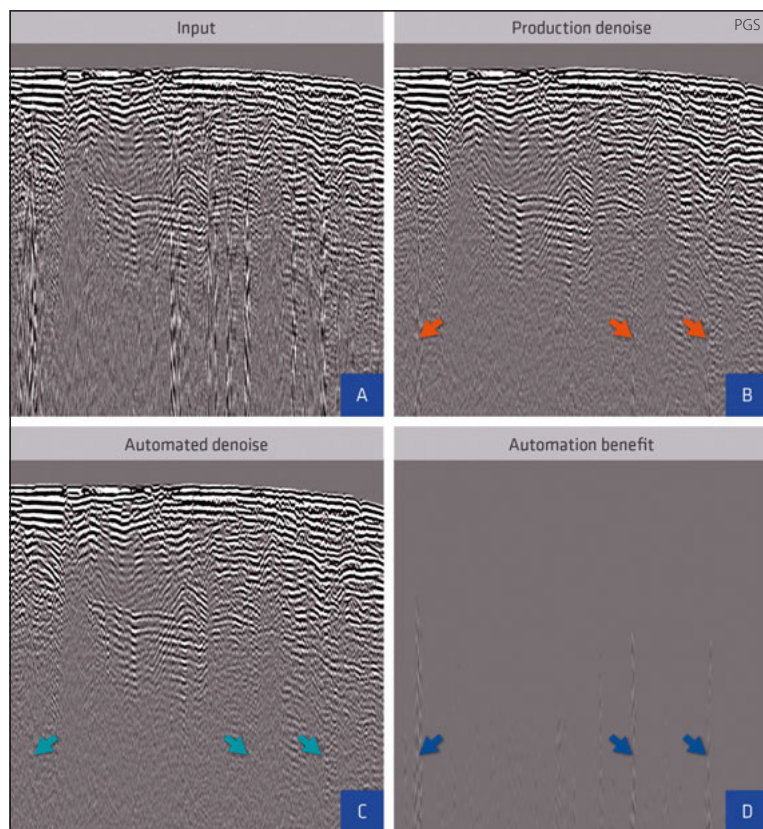 Input
Production denoise
PGS
A
B
Automated denoise
Automation benefit
C
D